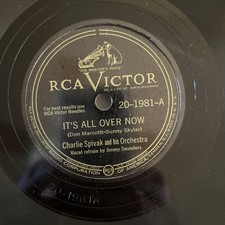 "HIS MASTER'S VOICE"
RCA VICTOR
For best results use
RCA Victor Needles
20-1981-A
IT'S ALL OVER NOW
(Don Marcotti-Sunny Skylar)
Charlie Spivak and his Orchestra
Vocal refrain by Jimmy Saunders